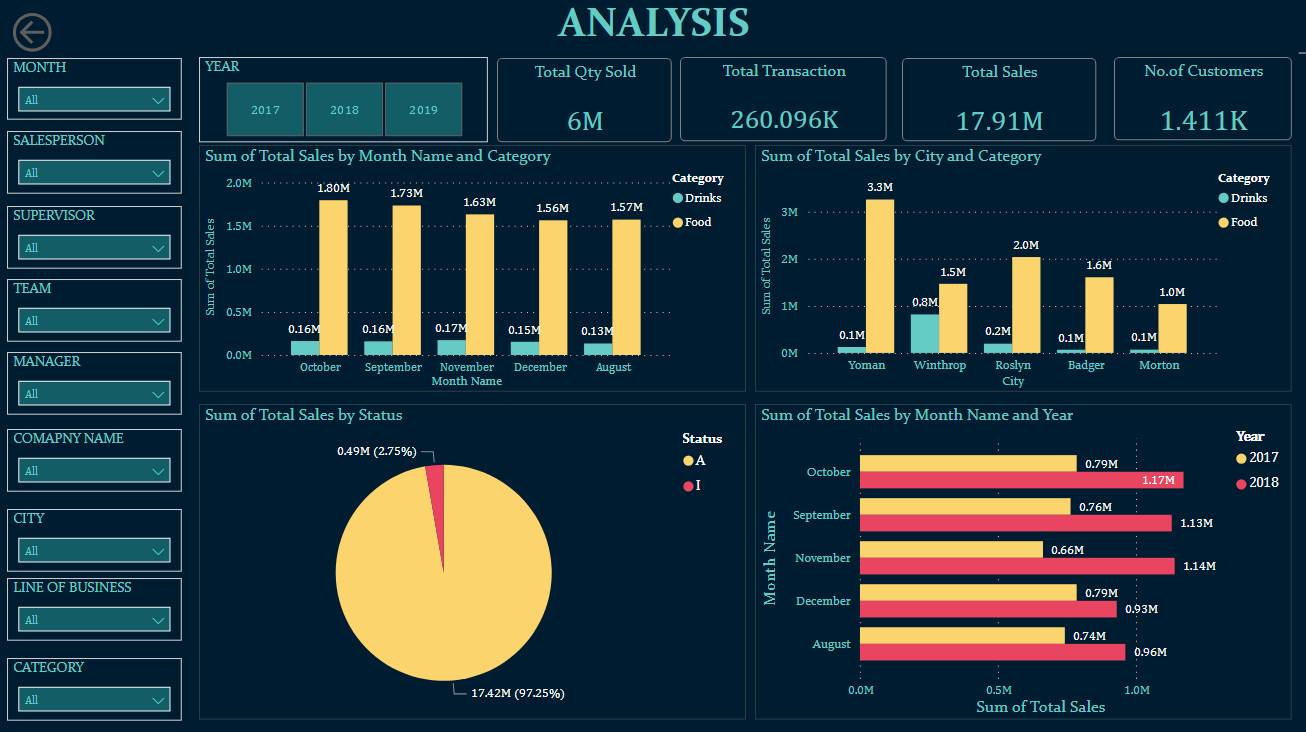 ANALYSIS
MONTH
All
SALESPERSON
All
SUPERVISOR
All
TEAM
All
MANAGER
All
COMAPNY NAME
All
CITY
All
LINE OF BUSINESS
All
CATEGORY
All
YEAR
2017 2018 2019
Total Qty Sold
6M
Total Transaction
260.096K
Total Sales
17.91M
No.of Customers
1.411K
Sum of Total Sales by Month Name and Category
Category
Drinks
Food
Sum of Total Sales
2.0M
1.5M
1.0M
0.5M
0.0M
1.80M 1.73M 1.63M 1.56M 1.57M
0.16M 0.16M 0.17M 0.15M 0.13M
October September November December August
Month Name
Sum of Total Sales by City and Category
Category
Drinks
Food
Sum of Total Sales
3M
2M
1M
0M
3.3M 1.5M 2.0M 1.6M 1.0M
0.1M 0.8M 0.2M 0.1M 0.1M
Yoman Winthrop Roslyn Badger Morton
City
Sum of Total Sales by Status
Status
A
I
0.49M (2.75%)
17.42M (97.25%)
Sum of Total Sales by Month Name and Year
Year
2017
2018
Month Name
October 0.79M
1.17M
September 0.76M
1.13M
November 0.66M
1.14M
December 0.79M
0.93M
August 0.74M
0.96M
0.0M 0.5M 1.0M
Sum of Total Sales